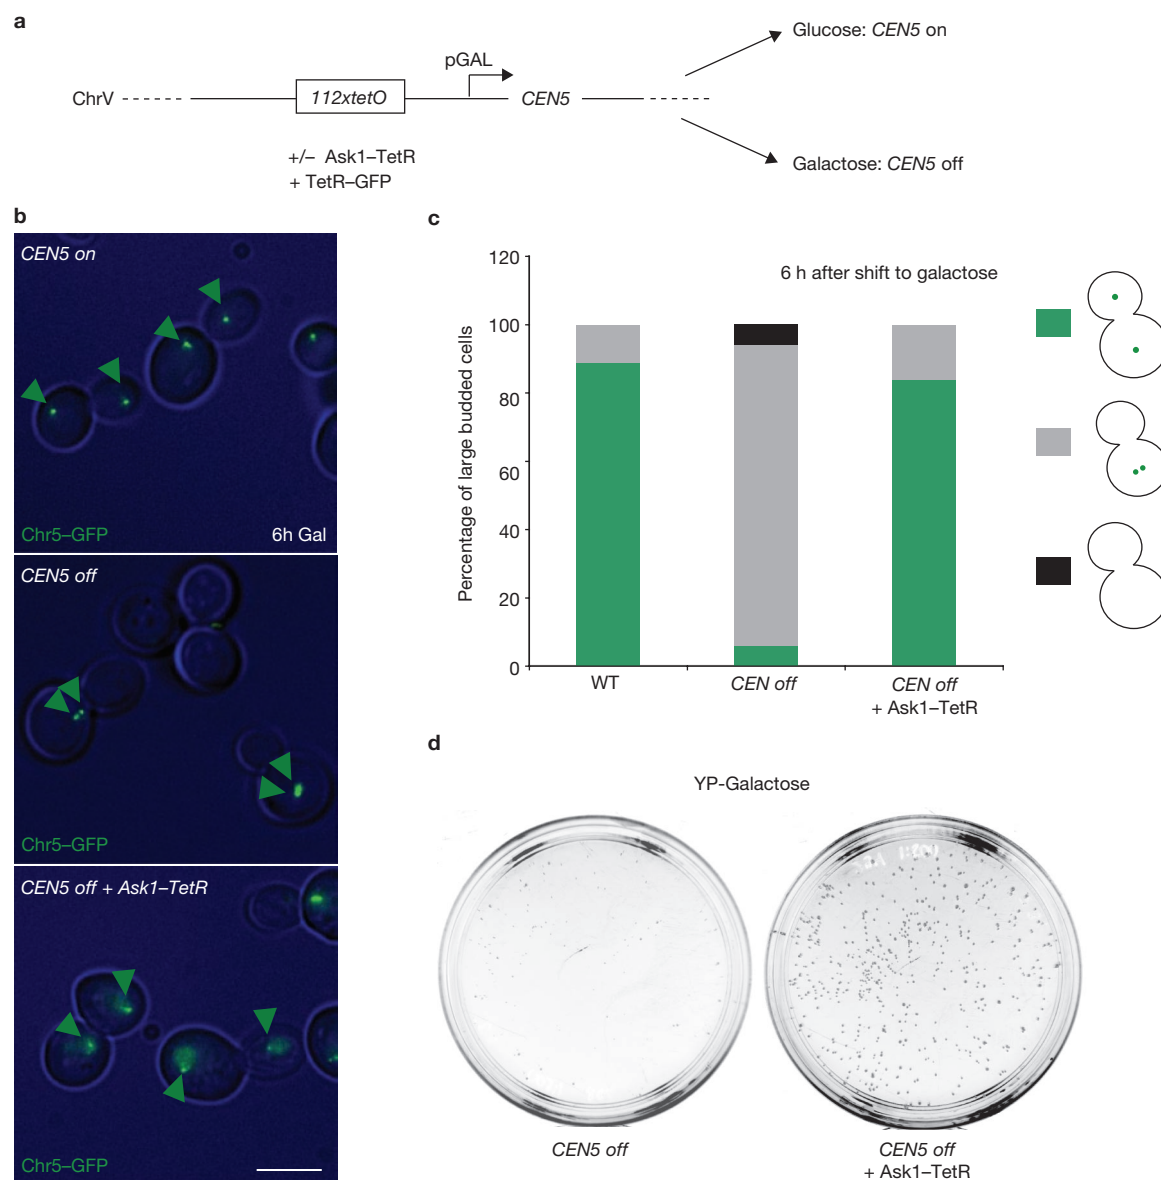 a
ChrV
112xtetO
pGAL
CEN5
Glucose: CEN5 on
Galactose: CEN5 off
+/– Ask1–TetR
+ TetR–GFP
b
CEN5 on
Chr5–GFP
6h Gal
CEN5 off
Chr5–GFP
CEN5 off + Ask1–TetR
Chr5–GFP
c
6 h after shift to galactose
Percentage of large budded cells
120
100
80
60
40
20
0
WT
CEN off
CEN off
+ Ask1–TetR
d
YP-Galactose
CEN5 off
CEN5 off
+ Ask1–TetR